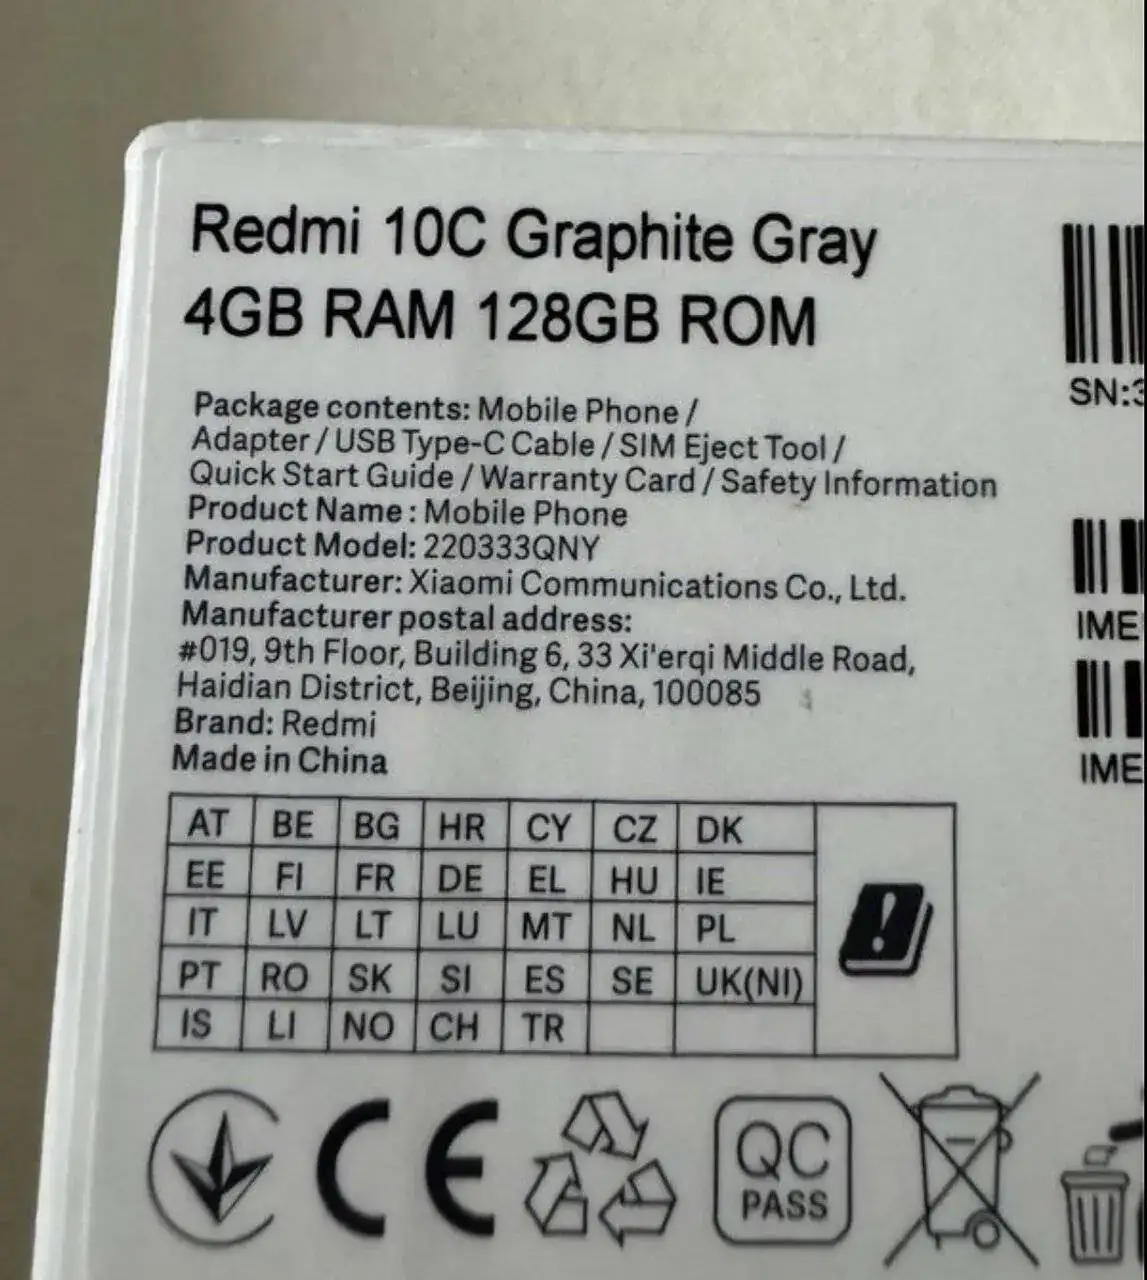 Redmi 10C Graphite Gray
4GB RAM 128GB ROM
Package contents: Mobile Phone /
Adapter / USB Type-C Cable / SIM Eject Tool /
Quick Start Guide / Warranty Card / Safety Information
Product Name : Mobile Phone
Product Model: 220333QNY
Manufacturer: Xiaomi Communications Co., Ltd.
Manufacturer postal address:
#019, 9th Floor, Building 6, 33 Xi'erqi Middle Road,
Haidian District, Beijing, China, 100085
Brand: Redmi
Made in China
AT BE BG HR CY CZ DK
EE FI FR DE EL HU IE
IT LV LT LU MT NL PL
PT RO SK SI ES SE UK(NI)
IS LI NO CH TR
CE
QC
PASS
SN:3
IME
IME